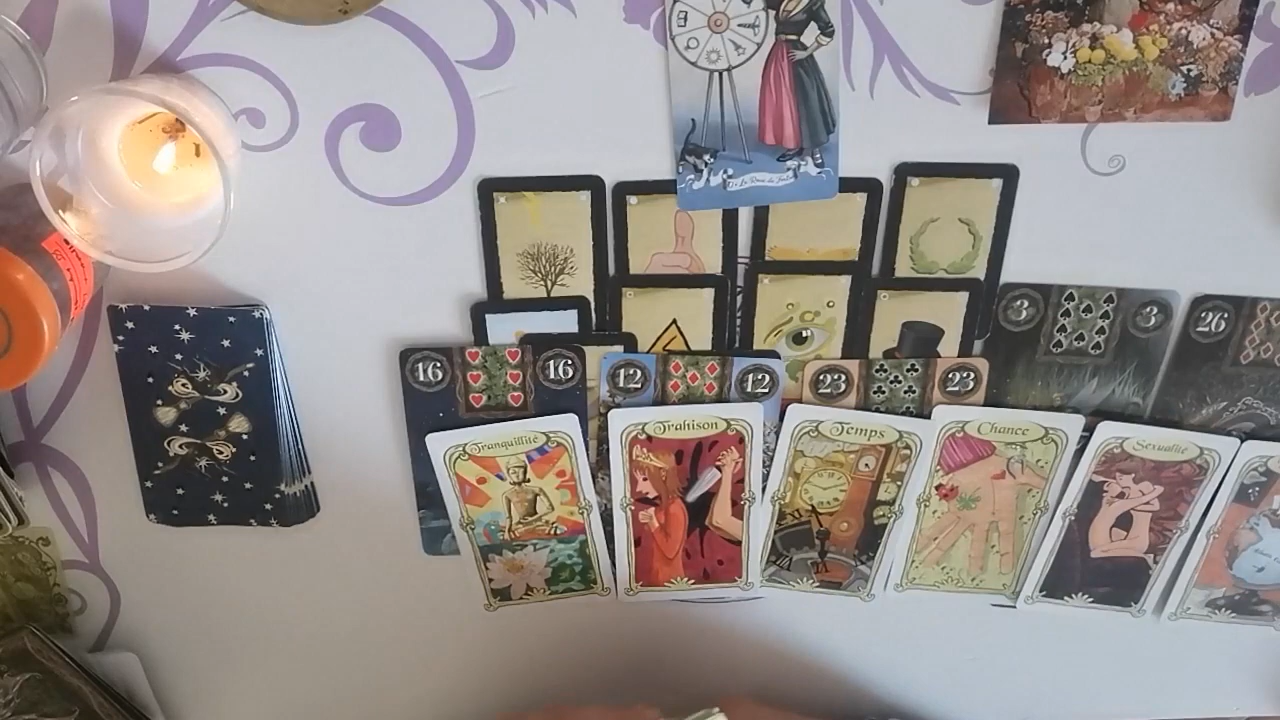 3
3
26
16
16
12
12
23
23
Tranquillité
Trahison
Temps
Chance
Sexualité